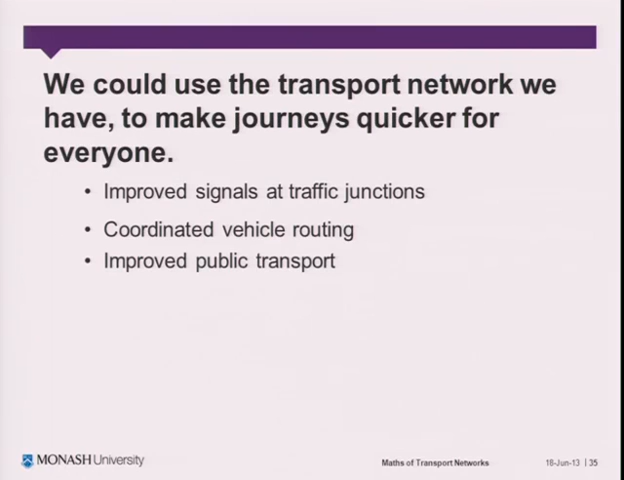 We could use the transport network we
have, to make journeys quicker for
everyone.
• Improved signals at traffic junctions
• Coordinated vehicle routing
• Improved public transport
MONASH University
Maths of Transport Networks
18-Jun-13 | 35